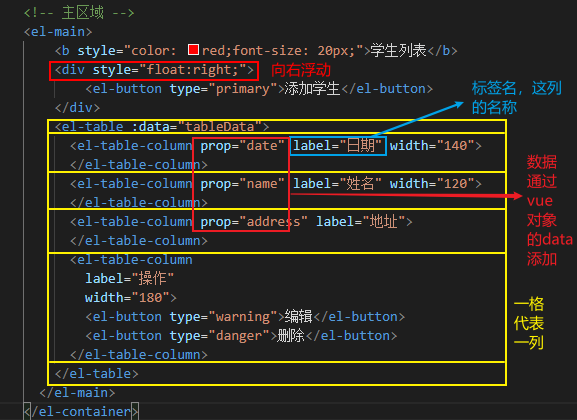 <!-- 主区域 -->
<el-main>
<b style="color: red;font-size: 20px;">学生列表</b>
<div style="float:right;"> 向右浮动
<el-button type="primary">添加学生</el-button>
</div>
标签名，这列
的名称
<el-table :data="tableData">
<el-table-column prop="date" label="日期" width="140">
</el-table-column>
<el-table-column prop="name" label="姓名" width="120">
</el-table-column>
<el-table-column prop="address" label="地址">
</el-table-column>
<el-table-column
label="操作"
width="180">
<el-button type="warning">编辑</el-button>
<el-button type="danger">删除</el-button>
</el-table-column>
</el-table>
</el-main>
</el-container>
数据
通过
vue
对象
的data
添加
一格
代表
一列